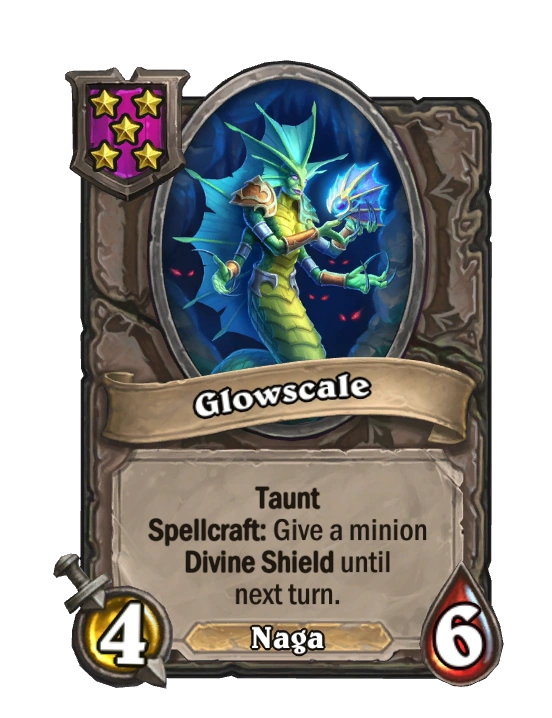 Glowscale
Taunt
Spellcraft: Give a minion
Divine Shield until
next turn.
4
Naga
6